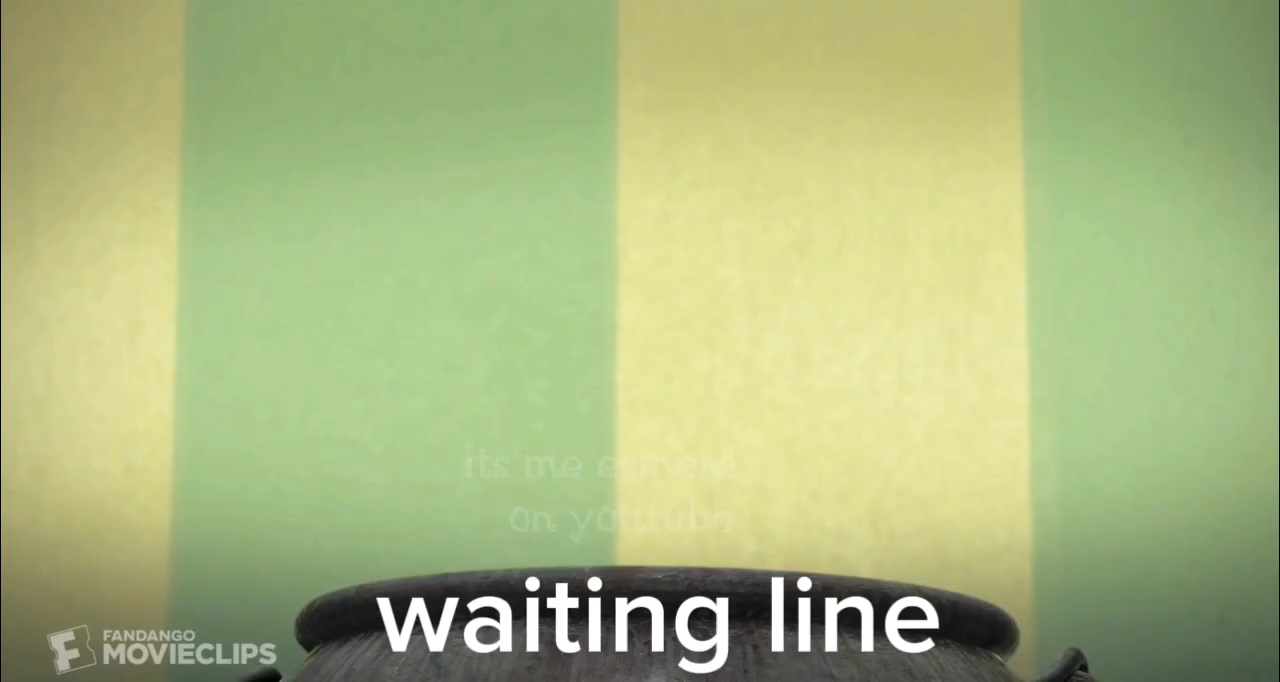 its me
on youtube
waiting line
FANDANGO
MOVIECLIPS